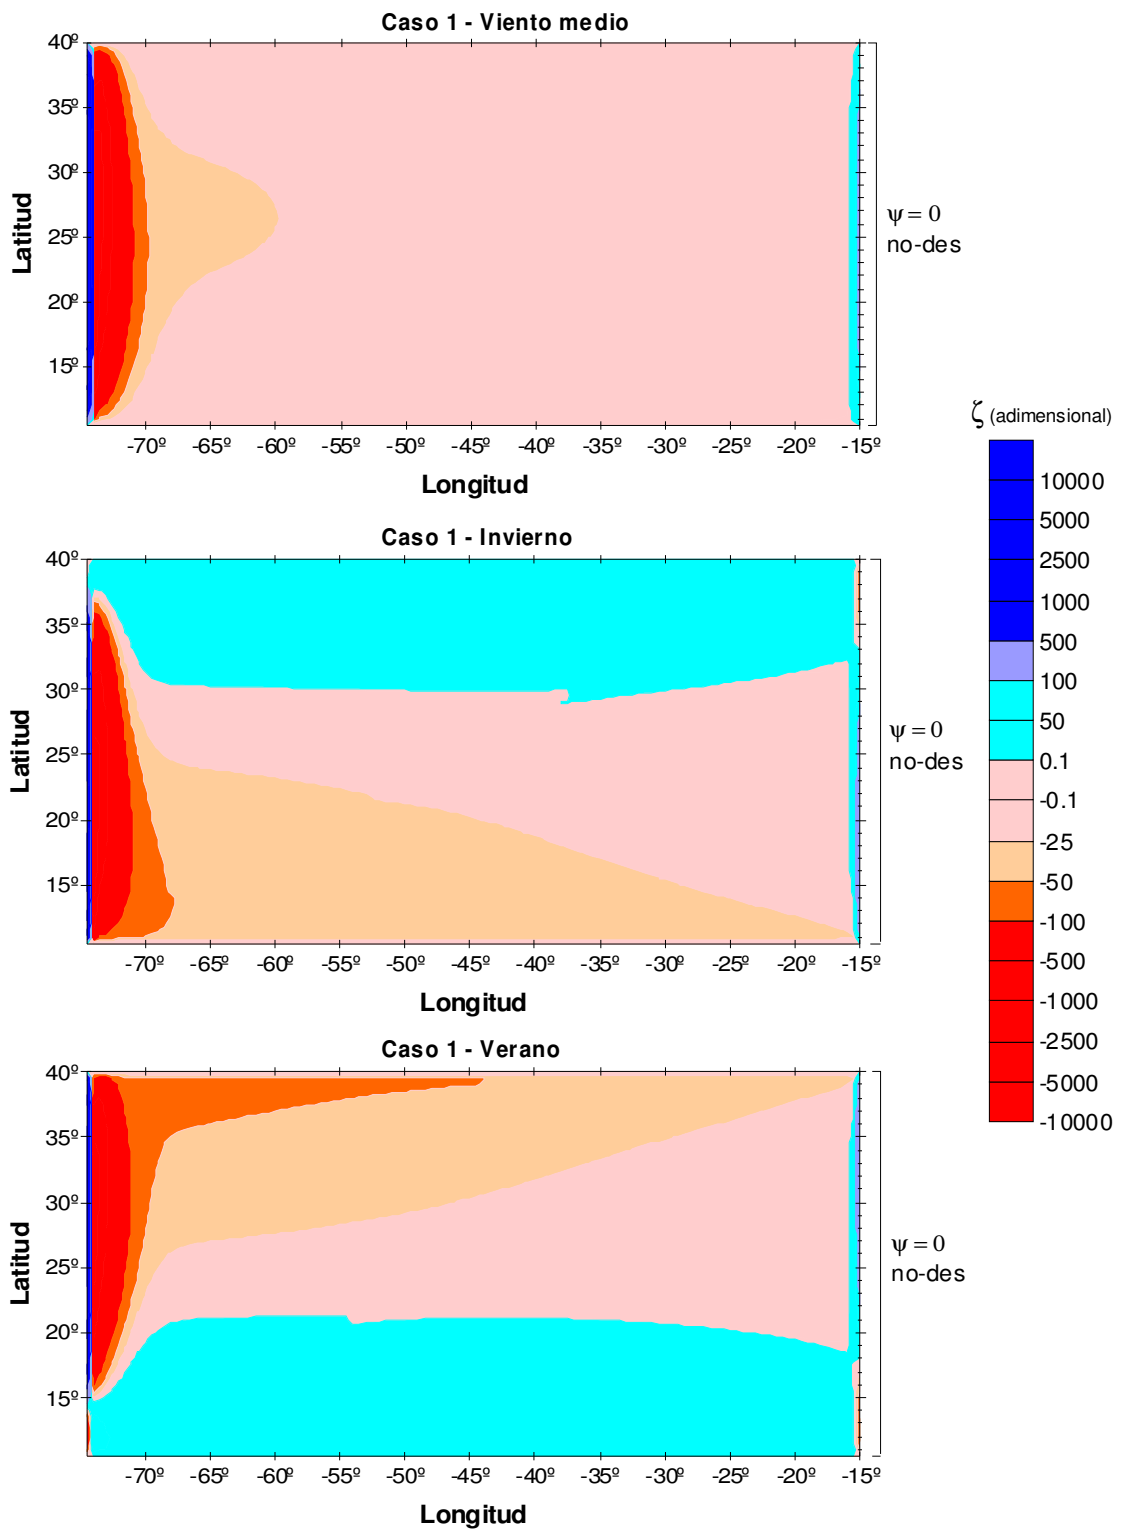 Caso 1 - Viento medio
40º
35º
30º
25º
20º
15º
Latitud
-70º -65º -60º -55º -50º -45º -40º -35º -30º -25º -20º -15º
Longitud
ψ = 0
no-des
Caso 1 - Invierno
40º
35º
30º
25º
20º
15º
Latitud
-70º -65º -60º -55º -50º -45º -40º -35º -30º -25º -20º -15º
Longitud
ψ = 0
no-des
Caso 1 - Verano
40º
35º
30º
25º
20º
15º
Latitud
-70º -65º -60º -55º -50º -45º -40º -35º -30º -25º -20º -15º
Longitud
ψ = 0
no-des
ζ (adimensional)
10000
5000
2500
1000
500
100
50
0.1
-0.1
-25
-50
-100
-500
-1000
-2500
-5000
-10000